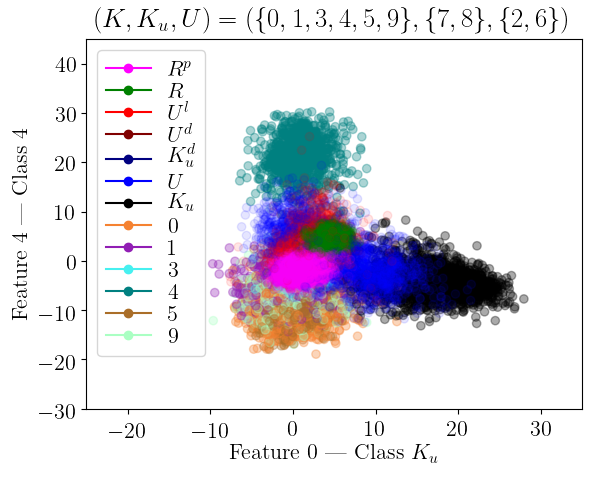 (K, K_u, U) = ({0, 1, 3, 4, 5, 9}, {7, 8}, {2, 6})
40
30
20
10
0
−10
−20
−30
Feature 4 — Class 4
R^p
R
U^l
U^d
K_u^d
U
K_u
0
1
3
4
5
9
−20
−10
0
10
20
30
Feature 0 — Class K_u